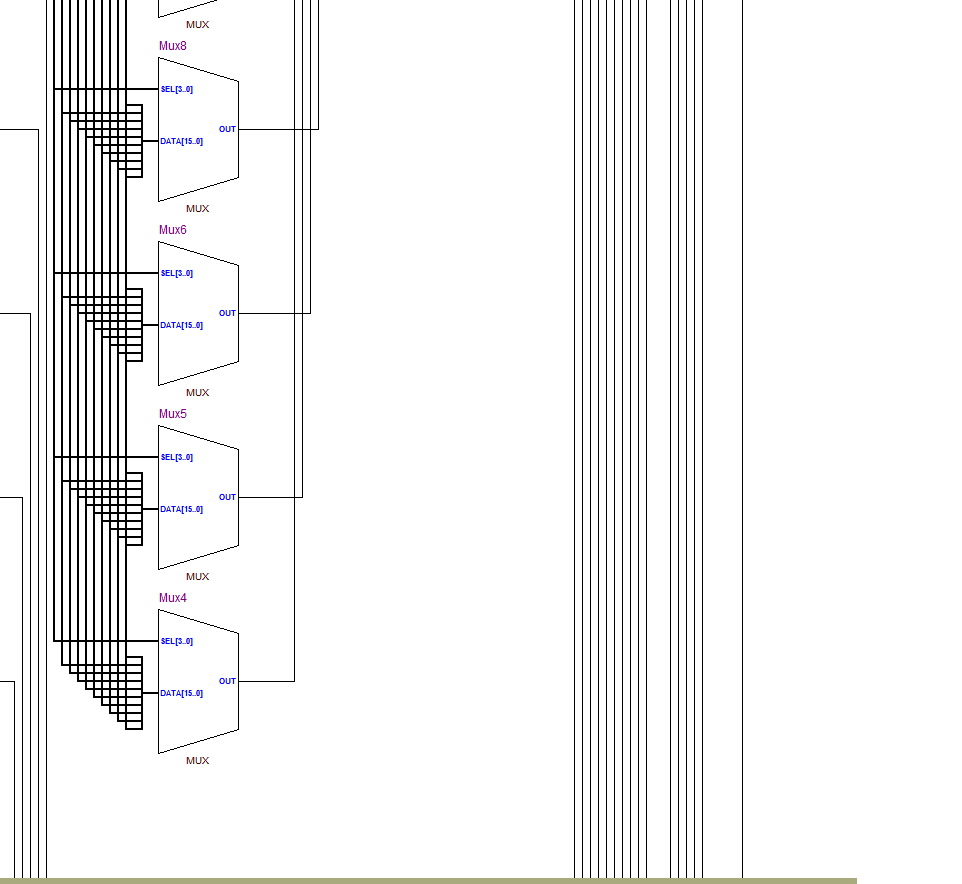 MUX
Mux8
SEL[3..0]
OUT
DATA[15..0]
MUX
Mux6
SEL[3..0]
OUT
DATA[15..0]
MUX
Mux5
SEL[3..0]
OUT
DATA[15..0]
MUX
Mux4
SEL[3..0]
OUT
DATA[15..0]
MUX